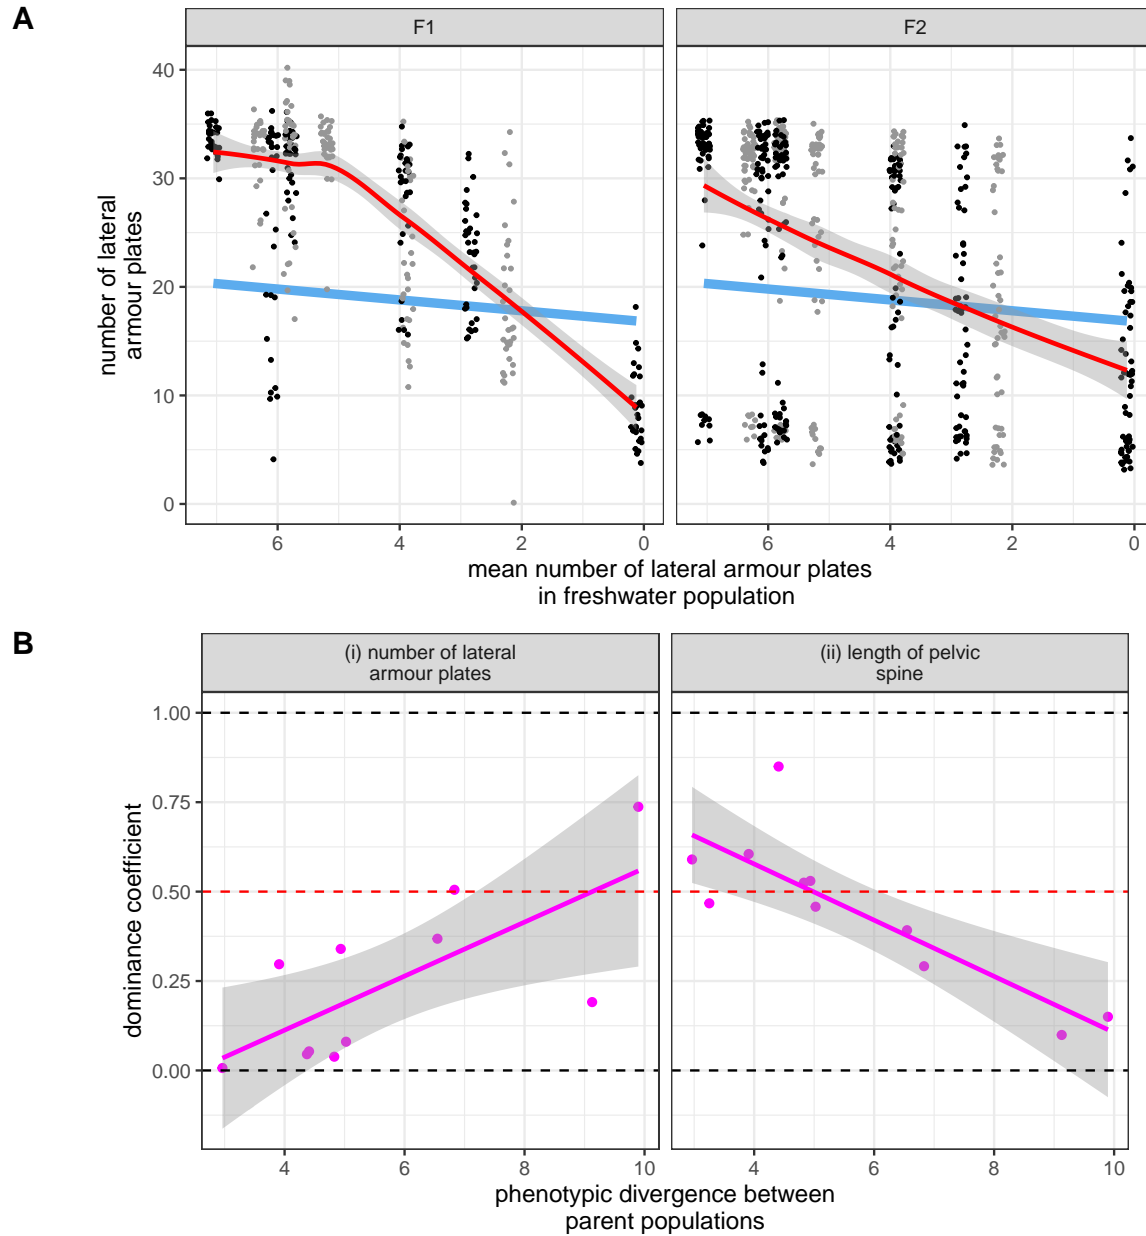 A
F1
F2
40
30
20
10
0
number of lateral
armour plates
6
4
2
0
6
4
2
0
mean number of lateral armour plates
in freshwater population
B
(i) number of lateral
armour plates
(ii) length of pelvic
spine
1.00
0.75
0.50
0.25
0.00
dominance coefficient
4
6
8
10
4
6
8
10
phenotypic divergence between
parent populations